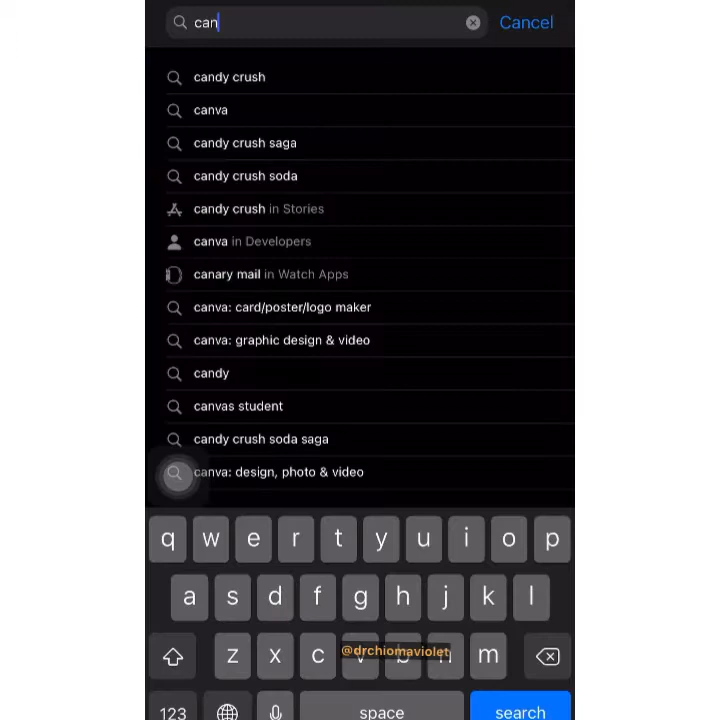 can
Cancel
candy crush
canva
candy crush saga
candy crush soda
candy crush in Stories
canva in Developers
canary mail in Watch Apps
canva: card/poster/logo maker
canva: graphic design & video
candy
canvas student
candy crush soda saga
canva: design, photo & video
q w e r t y u i o p
a s d f g h j k l
z x c v b n m
@drchiomaviolet
123 space search